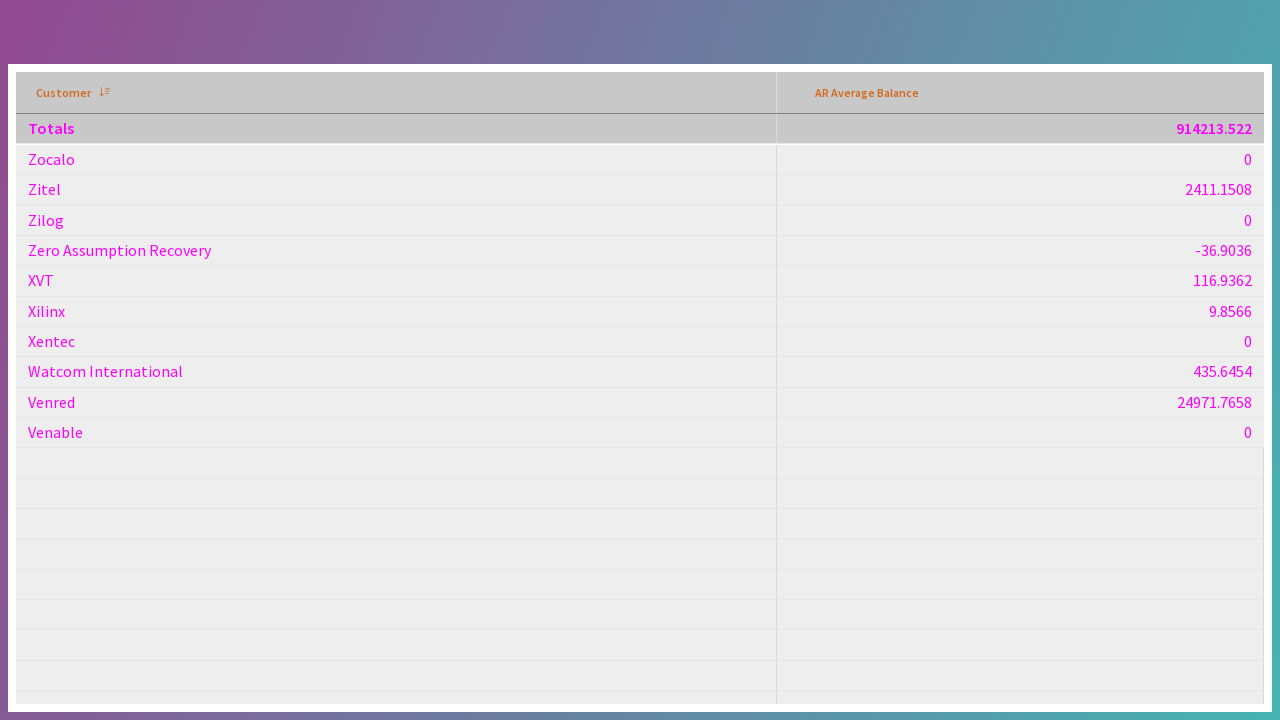 Customer AR Average Balance
Totals 914213.522
Zocalo 0
Zitel 2411.1508
Zilog 0
Zero Assumption Recovery -36.9036
XVT 116.9362
Xilinx 9.8566
Xentec 0
Watcom International 435.6454
Venred 24971.7658
Venable 0